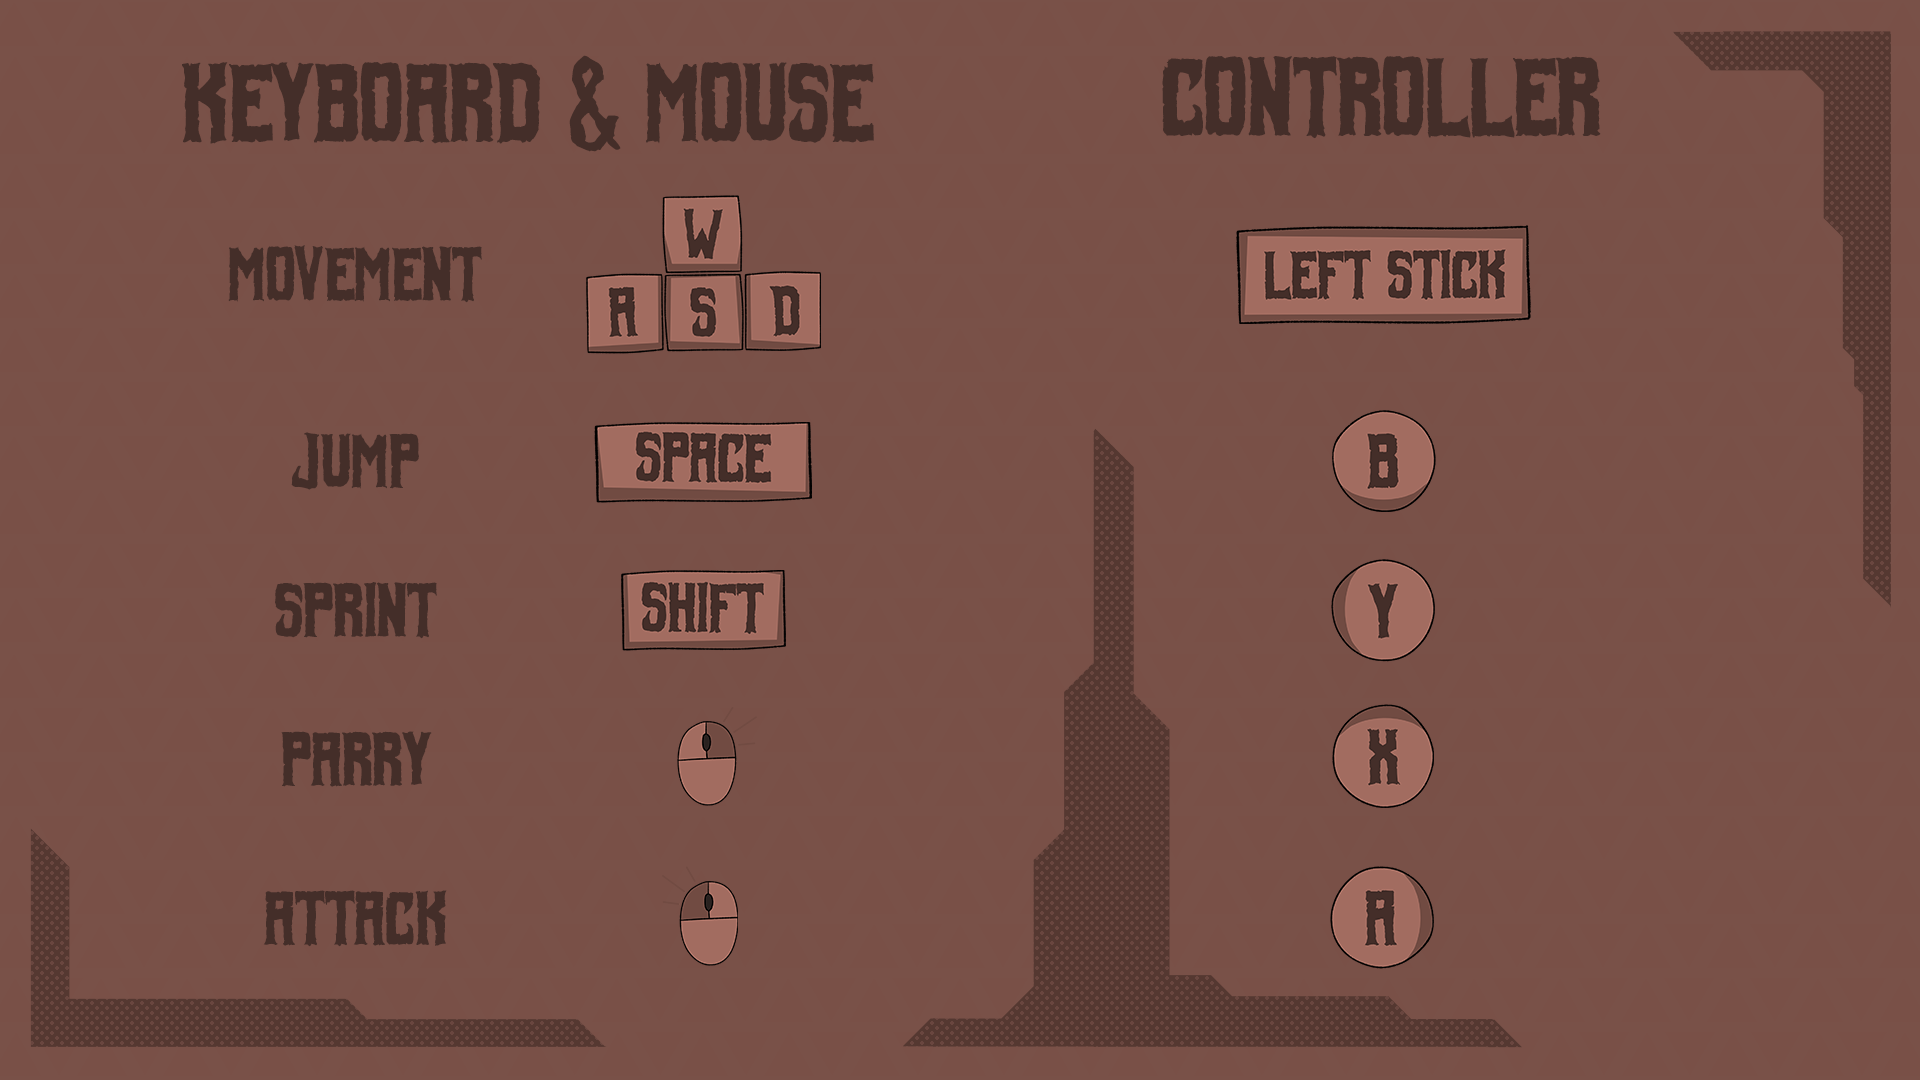 KEYBOARD & MOUSE
CONTROLLER
MOVEMENT
W
A S D
LEFT STICK
JUMP
SPACE
B
SPRINT
SHIFT
Y
PARRY
X
ATTACK
A